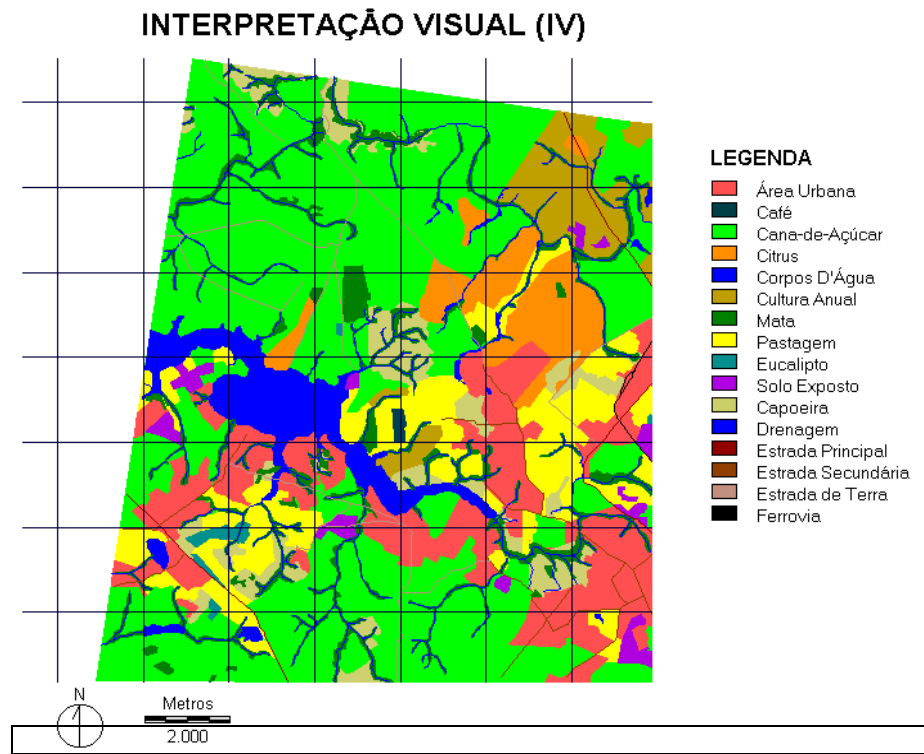 INTERPRETAÇÃO VISUAL (IV)
LEGENDA
Área Urbana
Café
Cana-de-Açúcar
Citrus
Corpos D'Água
Cultura Anual
Mata
Pastagem
Eucalipto
Solo Exposto
Capoeira
Drenagem
Estrada Principal
Estrada Secundária
Estrada de Terra
Ferrovia
N
Metros
2.000